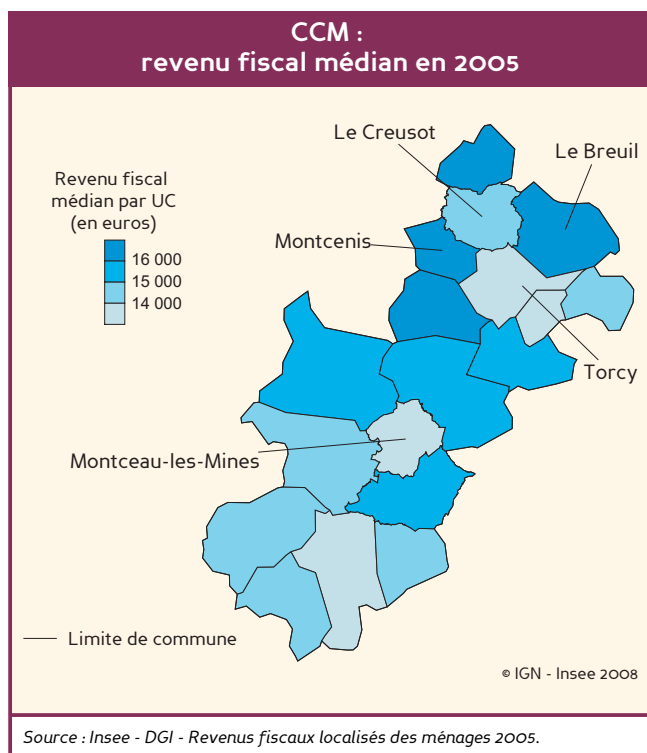 CCM :
revenu fiscal médian en 2005
Le Creusot
Le Breuil
Revenu fiscal
médian par UC
(en euros)
Montcenis
16 000
15 000
14 000
Torcy
Montceau-les-Mines
Limite de commune
© IGN - Insee 2008
Source : Insee - DGI - Revenus fiscaux localisés des ménages 2005.